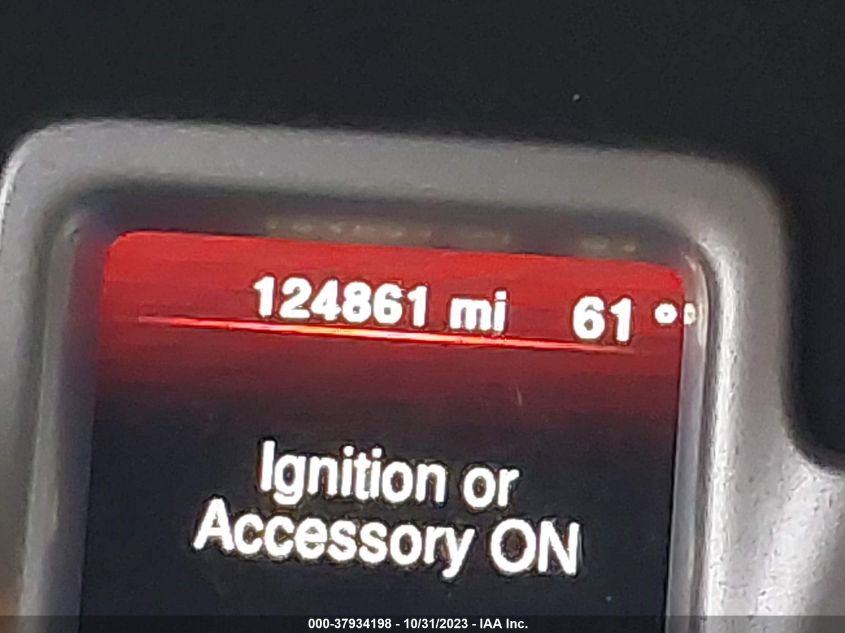 124861 mi 61 °
Ignition or
Accessory ON
000-37934198 - 10/31/2023 - IAA Inc.